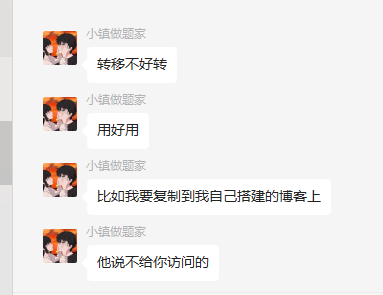 小镇做题家
转移不好转
小镇做题家
用好用
小镇做题家
比如我要复制到我自己搭建的博客上
小镇做题家
他说不给你访问的